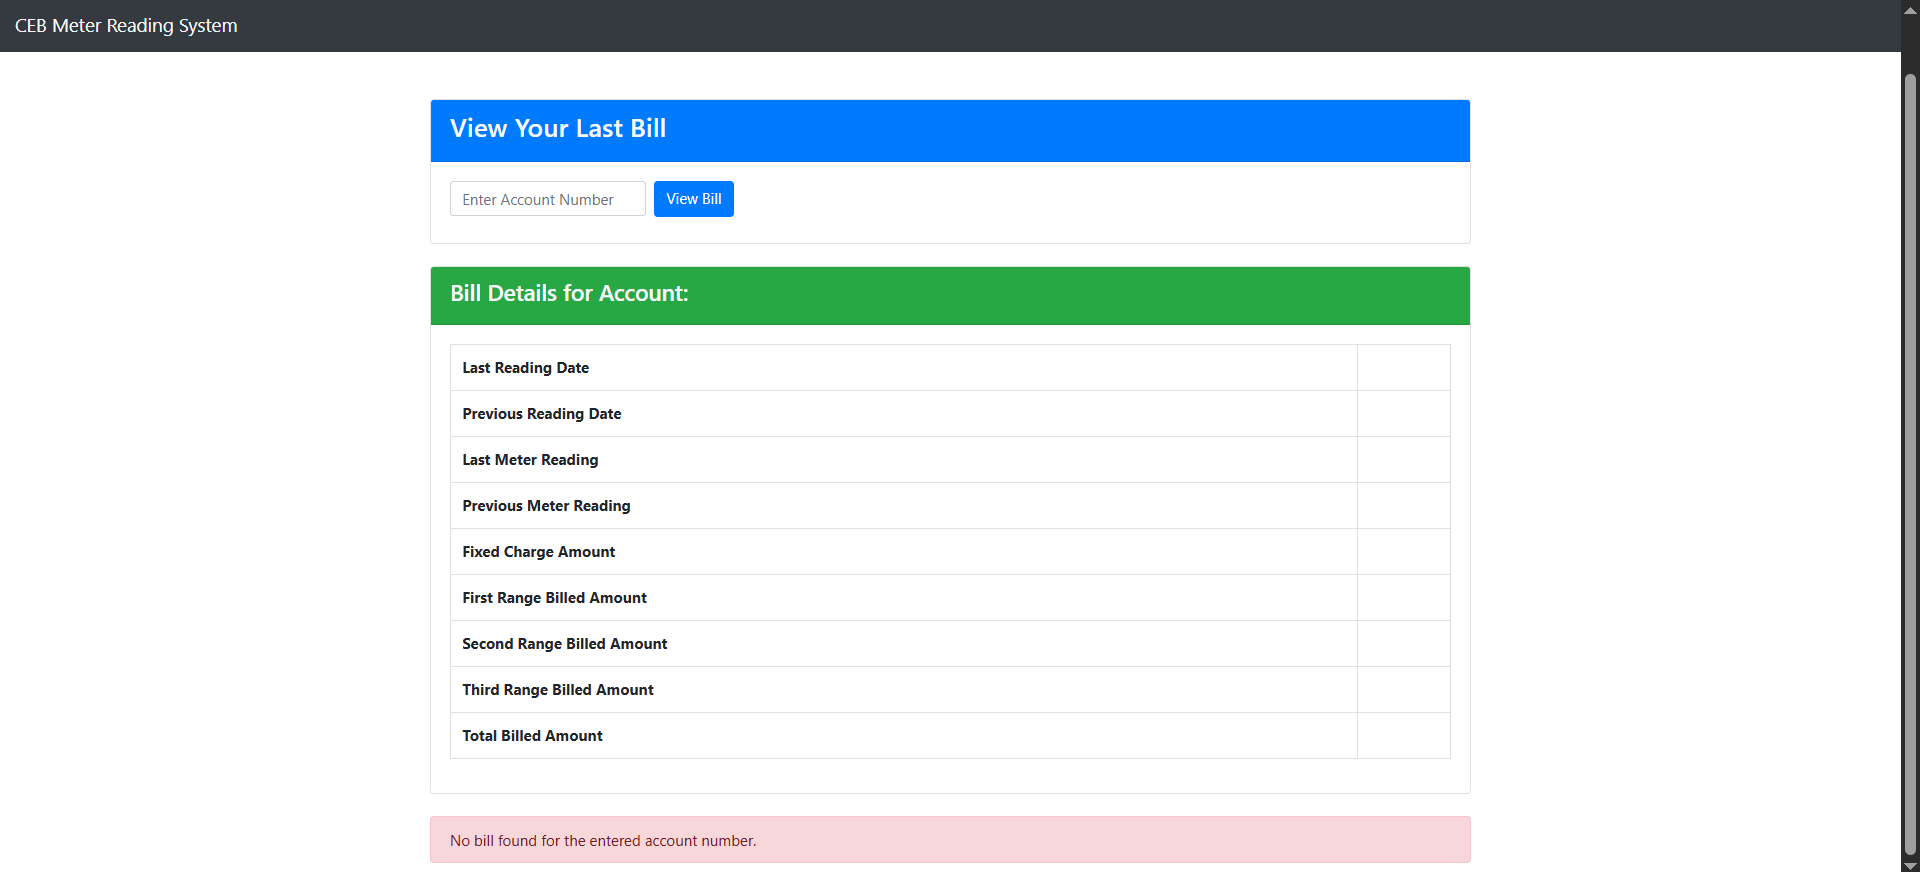 CEB Meter Reading System
View Your Last Bill
Enter Account Number
View Bill
Bill Details for Account:
Last Reading Date
Previous Reading Date
Last Meter Reading
Previous Meter Reading
Fixed Charge Amount
First Range Billed Amount
Second Range Billed Amount
Third Range Billed Amount
Total Billed Amount
No bill found for the entered account number.